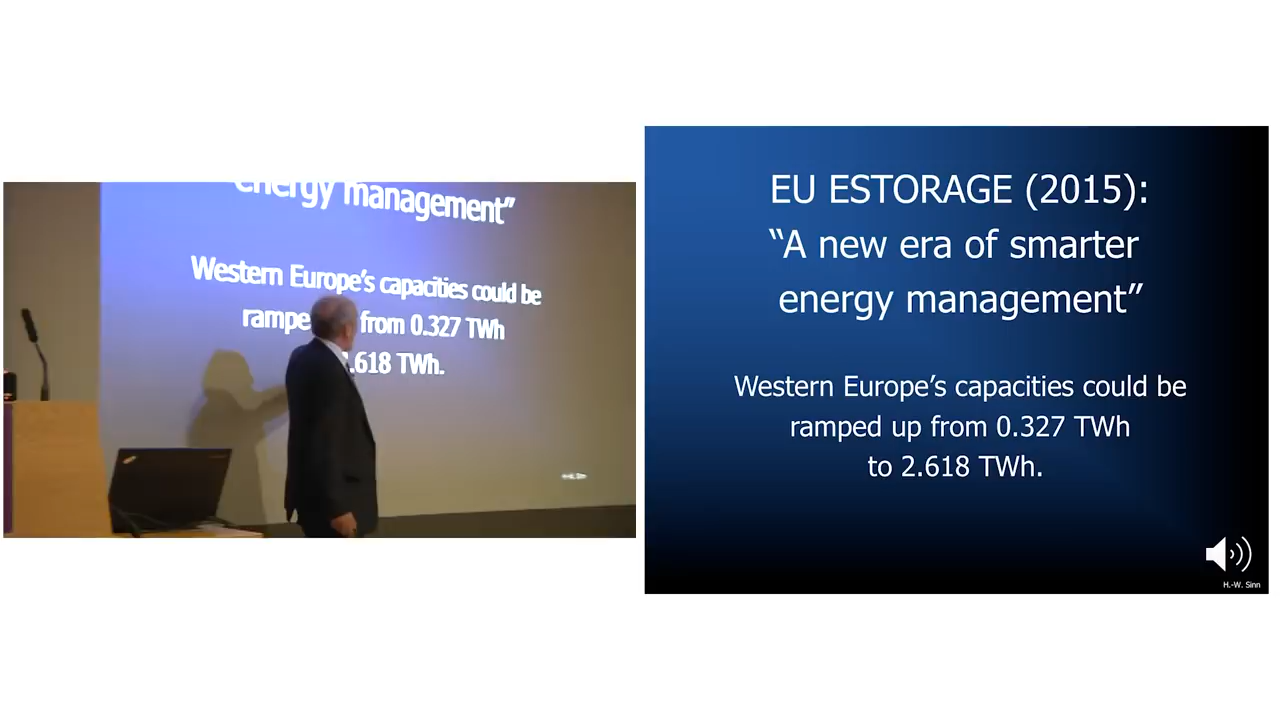 energy management”
Western Europe’s capacities could be
rampe from 0.327 TWh
.618 TWh.
EU ESTORAGE (2015):
“A new era of smarter
energy management”
Western Europe’s capacities could be
ramped up from 0.327 TWh
to 2.618 TWh.
H.-W. Sinn